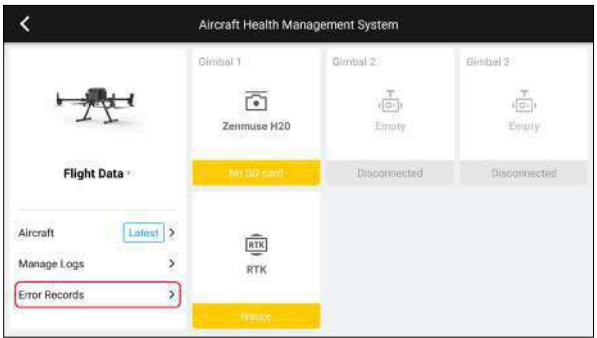 Aircraft Health Management System
Gimbal 1
Zenmuse H20
No SD card
Gimbal 2
Empty
Disconnected
Gimbal 3
Empty
Disconnected
Flight Data
Aircraft
Latest
Manage Logs
Error Records
RTK
RTK
Notice